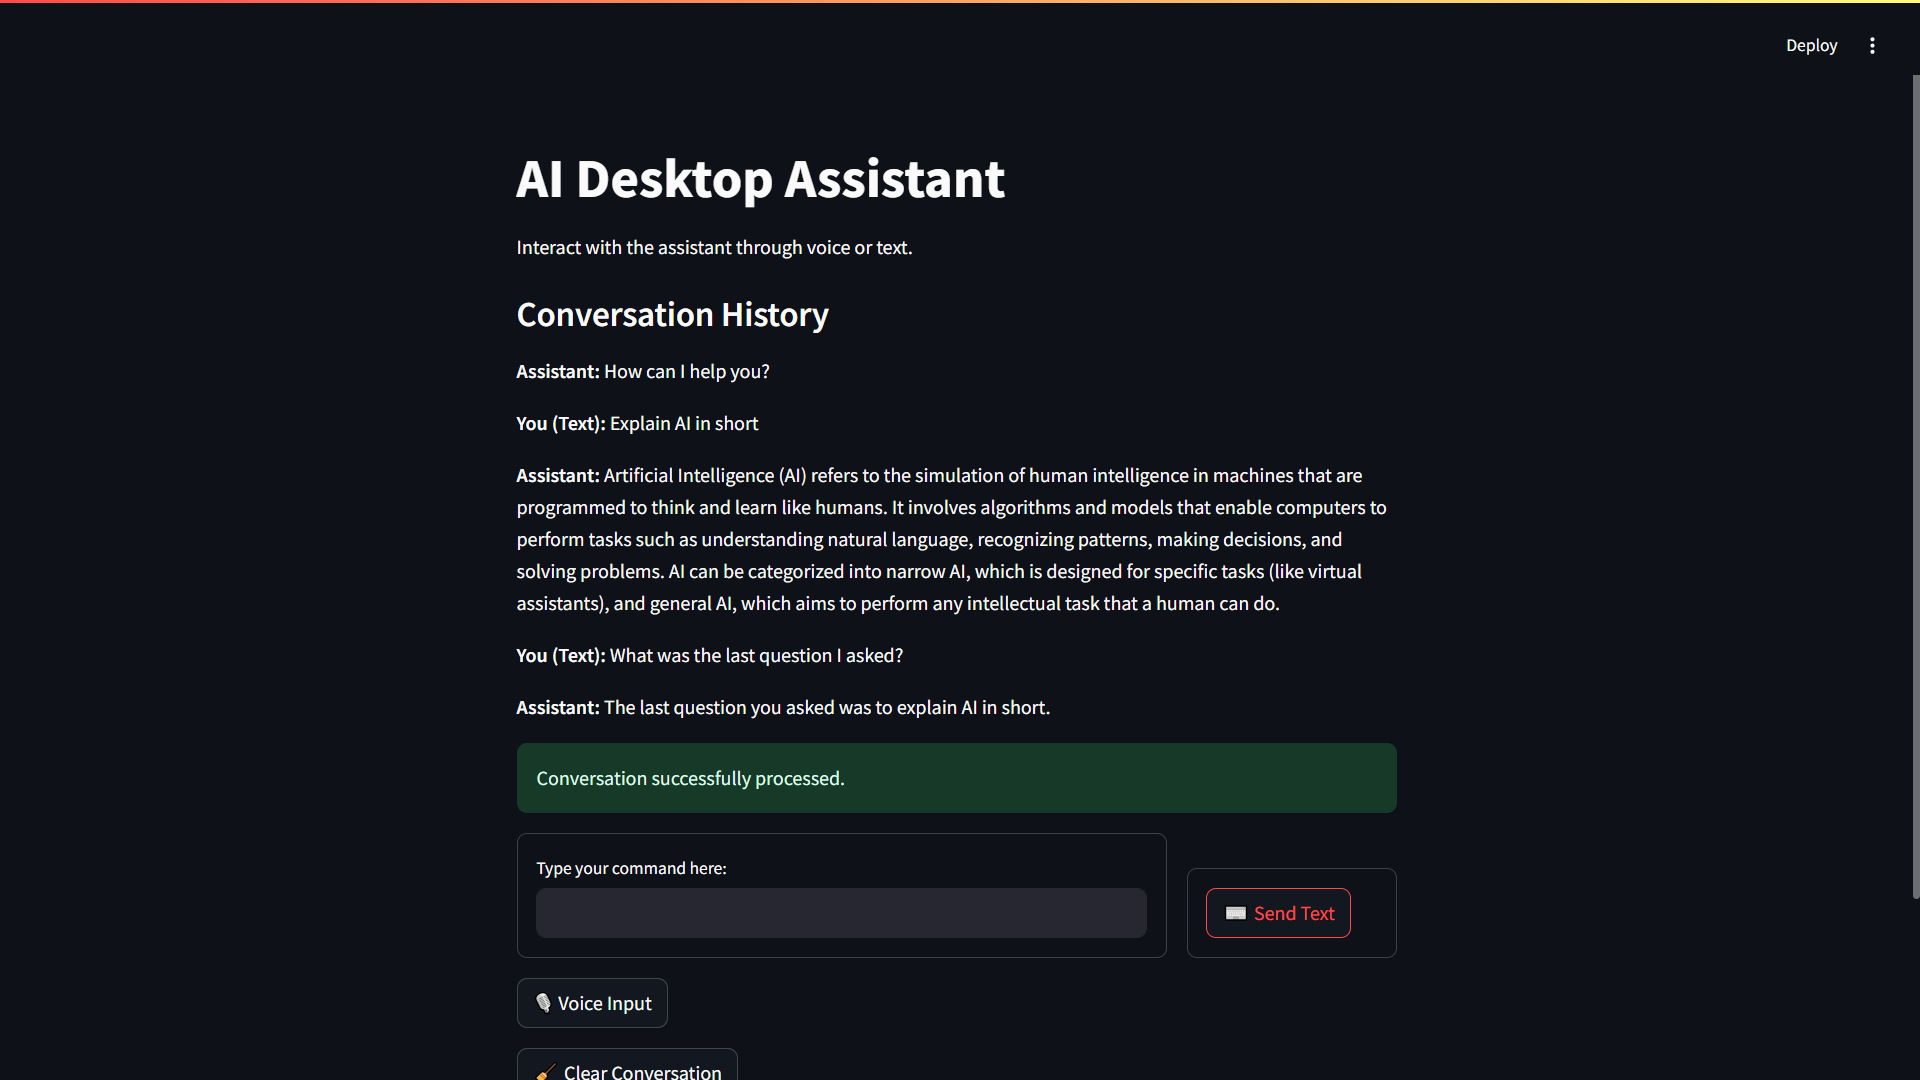 Deploy
AI Desktop Assistant
Interact with the assistant through voice or text.
Conversation History
Assistant: How can I help you?
You (Text): Explain AI in short
Assistant: Artificial Intelligence (AI) refers to the simulation of human intelligence in machines that are
programmed to think and learn like humans. It involves algorithms and models that enable computers to
perform tasks such as understanding natural language, recognizing patterns, making decisions, and
solving problems. AI can be categorized into narrow AI, which is designed for specific tasks (like virtual
assistants), and general AI, which aims to perform any intellectual task that a human can do.
You (Text): What was the last question I asked?
Assistant: The last question you asked was to explain AI in short.
Conversation successfully processed.
Type your command here:
Send Text
Voice Input
Clear Conversation